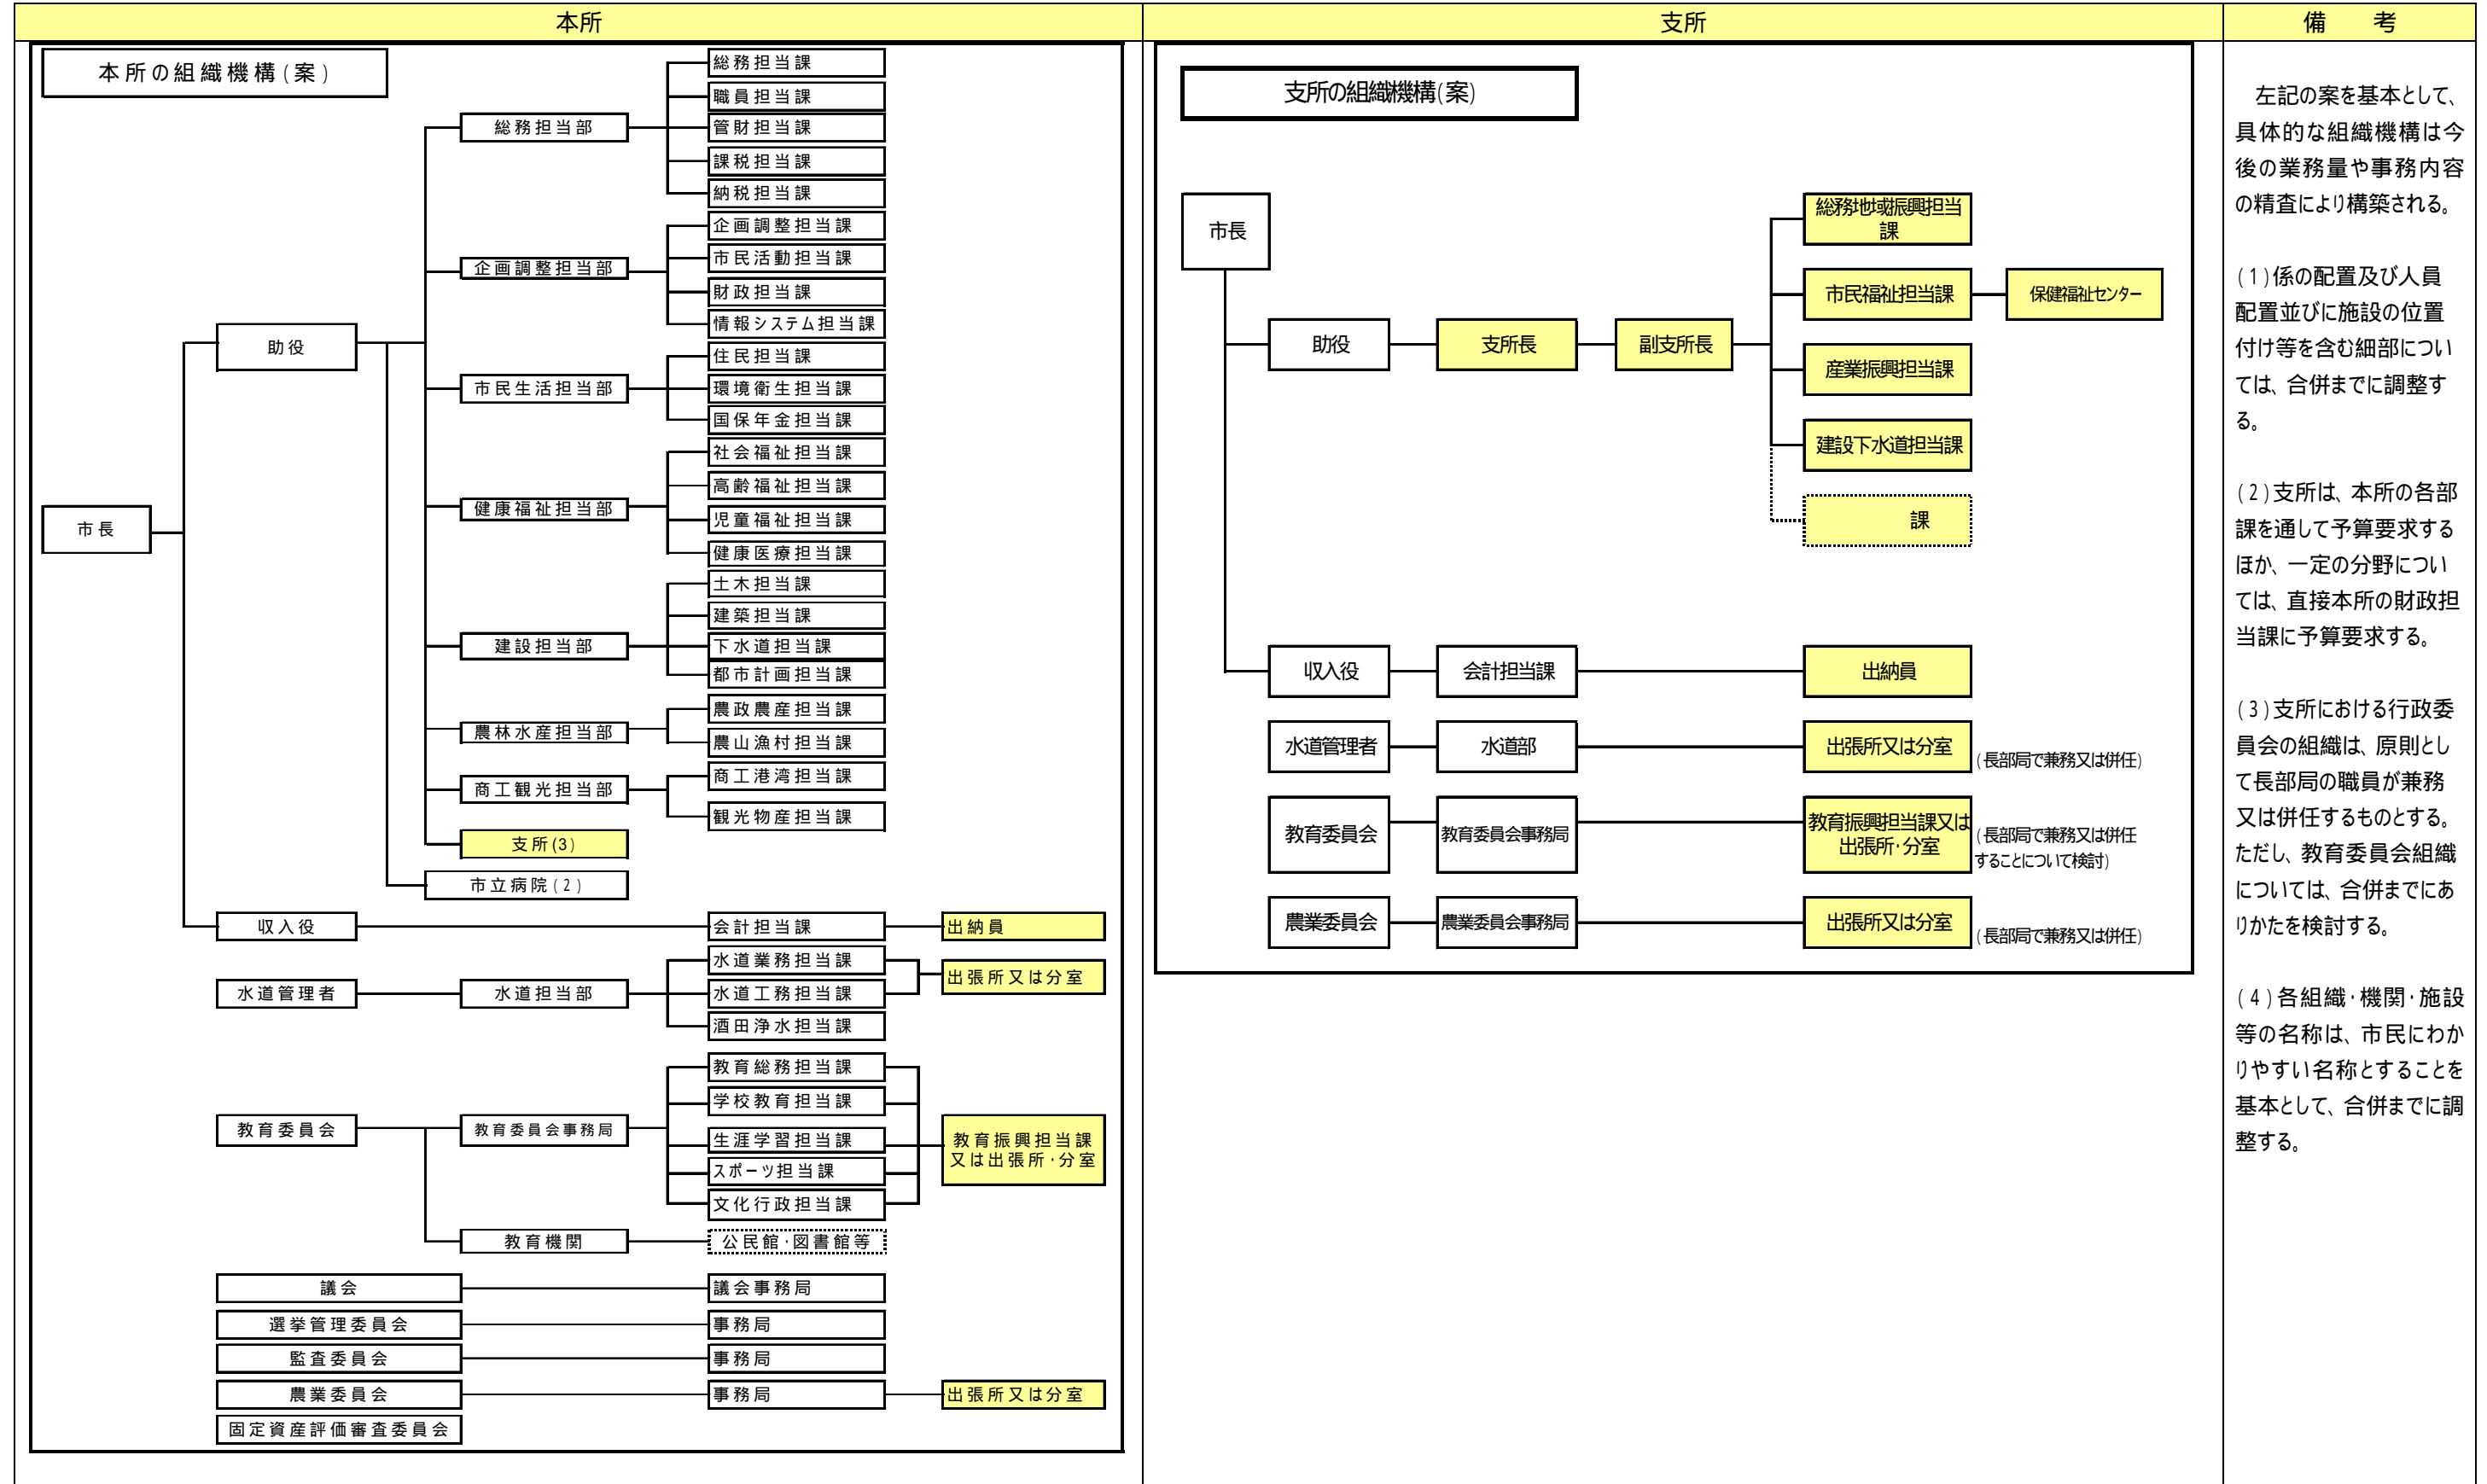 本所
支所
備 考
本所の組織機構(案)
市長
助役
総務担当部
総務担当課
職員担当課
管財担当課
課税担当課
納税担当課
企画調整担当部
企画調整担当課
市民活動担当課
財政担当課
情報システム担当課
市民生活担当部
住民担当課
環境衛生担当課
国保年金担当課
健康福祉担当部
社会福祉担当課
高齢福祉担当課
児童福祉担当課
健康医療担当課
建設担当部
土木担当課
建築担当課
下水道担当課
都市計画担当課
農林水産担当部
農政農産担当課
農山漁村担当課
商工観光担当部
商工港湾担当課
観光物産担当課
支所(3)
市立病院(2)
収入役
会計担当課
出納員
水道管理者
水道担当部
水道業務担当課
水道工務担当課
酒田浄水担当課
出張所又は分室
教育委員会
教育委員会事務局
教育総務担当課
学校教育担当課
生涯学習担当課
スポーツ担当課
文化行政担当課
教育振興担当課
又は出張所・分室
教育機関
公民館・図書館等
議会
議会事務局
選挙管理委員会
事務局
監査委員会
事務局
農業委員会
事務局
出張所又は分室
固定資産評価審査委員会
支所の組織機構(案)
市長
助役
支所長
副支所長
総務地域振興担当
課
市民福祉担当課
保健福祉センター
産業振興担当課
建設下水道担当課
課
収入役
会計担当課
出納員
水道管理者
水道部
出張所又は分室
(長部局で兼務又は併任)
教育委員会
教育委員会事務局
教育振興担当課又は
出張所・分室
(長部局で兼務又は併任
することについて検討)
農業委員会
農業委員会事務局
出張所又は分室
(長部局で兼務又は併任)
左記の案を基本として、
具体的な組織機構は今
後の業務量や事務内容
の精査により構築される。
(1)係の配置及び人員
配置並びに施設の位置
付け等を含む細部につい
ては、合併までに調整す
る。
(2)支所は、本所の各部
課を通して予算要求する
ほか、一定の分野につい
ては、直接本所の財政担
当課に予算要求する。
(3)支所における行政委
員会の組織は、原則とし
て長部局の職員が兼務
又は併任するものとする。
ただし、教育委員会組織
については、合併までにあ
りかたを検討する。
(4)各組織・機関・施設
等の名称は、市民にわか
りやすい名称とすることを
基本として、合併までに調
整する。